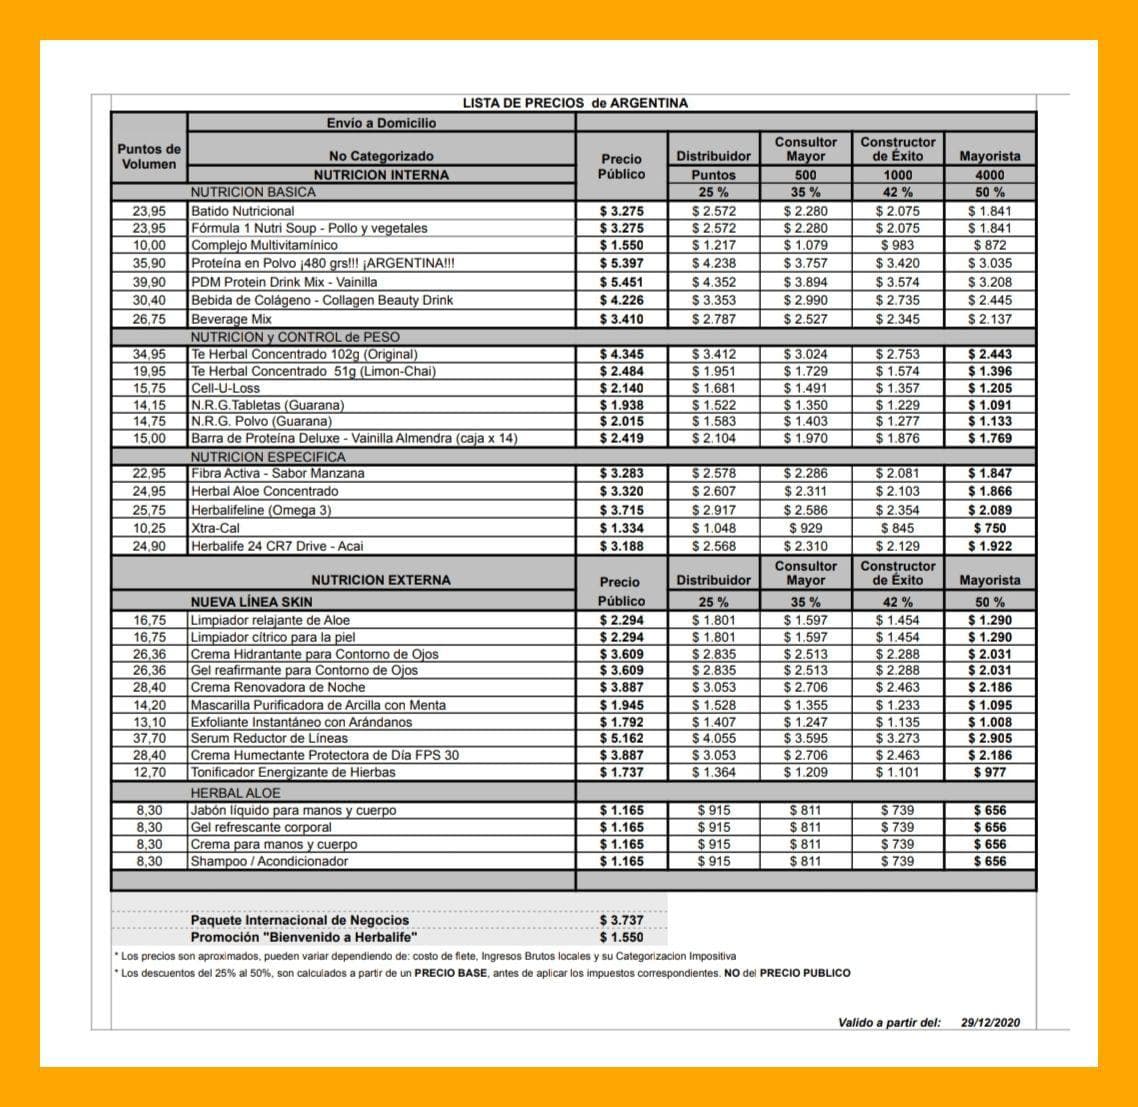 LISTA DE PRECIOS de ARGENTINA
Envío a Domicilio
Puntos de Volumen No Categorizado Precio Público Distribuidor Consultor Mayor Constructor de Éxito Mayorista
NUTRICION INTERNA Puntos 500 1000 4000
NUTRICION BASICA 25 % 35 % 42 % 50 %
23,95 Batido Nutricional $ 3.275 $ 2.572 $ 2.280 $ 2.075 $ 1.841
23,95 Fórmula 1 Nutri Soup - Pollo y vegetales $ 3.275 $ 2.572 $ 2.280 $ 2.075 $ 1.841
10,00 Complejo Multivitamínico $ 1.550 $ 1.217 $ 1.079 $ 983 $ 872
35,90 Proteína en Polvo ¡480 grs!!! ¡ARGENTINA!!! $ 5.397 $ 4.238 $ 3.757 $ 3.420 $ 3.035
39,90 PDM Protein Drink Mix - Vainilla $ 5.451 $ 4.352 $ 3.894 $ 3.574 $ 3.208
30,40 Bebida de Colágeno - Collagen Beauty Drink $ 4.226 $ 3.353 $ 2.990 $ 2.735 $ 2.445
26,75 Beverage Mix $ 3.410 $ 2.787 $ 2.527 $ 2.345 $ 2.137
NUTRICION y CONTROL de PESO
34,95 Te Herbal Concentrado 102g (Original) $ 4.345 $ 3.412 $ 3.024 $ 2.753 $ 2.443
19,95 Te Herbal Concentrado 51g (Limon-Chai) $ 2.484 $ 1.951 $ 1.729 $ 1.574 $ 1.396
15,75 Cell-U-Loss $ 2.140 $ 1.681 $ 1.491 $ 1.357 $ 1.205
14,15 N.R.G.Tabletas (Guarana) $ 1.938 $ 1.522 $ 1.350 $ 1.229 $ 1.091
14,75 N.R.G. Polvo (Guarana) $ 2.015 $ 1.583 $ 1.403 $ 1.277 $ 1.133
15,00 Barra de Proteína Deluxe - Vainilla Almendra (caja x 14) $ 2.419 $ 2.104 $ 1.970 $ 1.876 $ 1.769
NUTRICION ESPECIFICA
22,95 Fibra Activa - Sabor Manzana $ 3.283 $ 2.578 $ 2.286 $ 2.081 $ 1.847
24,95 Herbal Aloe Concentrado $ 3.320 $ 2.607 $ 2.311 $ 2.103 $ 1.866
25,75 Herbalifeline (Omega 3) $ 3.715 $ 2.917 $ 2.586 $ 2.354 $ 2.089
10,25 Xtra-Cal $ 1.334 $ 1.048 $ 929 $ 845 $ 750
24,90 Herbalife 24 CR7 Drive - Acai $ 3.188 $ 2.568 $ 2.310 $ 2.129 $ 1.922
NUTRICION EXTERNA Precio Público Distribuidor Consultor Mayor Constructor de Éxito Mayorista
NUEVA LÍNEA SKIN 25 % 35 % 42 % 50 %
16,75 Limpiador relajante de Aloe $ 2.294 $ 1.801 $ 1.597 $ 1.454 $ 1.290
16,75 Limpiador cítrico para la piel $ 2.294 $ 1.801 $ 1.597 $ 1.454 $ 1.290
26,36 Crema Hidrantante para Contorno de Ojos $ 3.609 $ 2.835 $ 2.513 $ 2.288 $ 2.031
26,36 Gel reafirmante para Contorno de Ojos $ 3.609 $ 2.835 $ 2.513 $ 2.288 $ 2.031
28,40 Crema Renovadora de Noche $ 3.887 $ 3.053 $ 2.706 $ 2.463 $ 2.186
14,20 Mascarilla Purificadora de Arcilla con Menta $ 1.945 $ 1.528 $ 1.355 $ 1.233 $ 1.095
13,10 Exfoliante Instantáneo con Arándanos $ 1.792 $ 1.407 $ 1.247 $ 1.135 $ 1.008
37,70 Serum Reductor de Líneas $ 5.162 $ 4.055 $ 3.595 $ 3.273 $ 2.905
28,40 Crema Humectante Protectora de Día FPS 30 $ 3.887 $ 3.053 $ 2.706 $ 2.463 $ 2.186
12,70 Tonificador Energizante de Hierbas $ 1.737 $ 1.364 $ 1.209 $ 1.101 $ 977
HERBAL ALOE
8,30 Jabón líquido para manos y cuerpo $ 1.165 $ 915 $ 811 $ 739 $ 656
8,30 Gel refrescante corporal $ 1.165 $ 915 $ 811 $ 739 $ 656
8,30 Crema para manos y cuerpo $ 1.165 $ 915 $ 811 $ 739 $ 656
8,30 Shampoo / Acondicionador $ 1.165 $ 915 $ 811 $ 739 $ 656
Paquete Internacional de Negocios $ 3.737
Promoción "Bienvenido a Herbalife" $ 1.550
* Los precios son aproximados, pueden variar dependiendo de: costo de flete, Ingresos Brutos locales y su Categorizacion Impositiva
* Los descuentos del 25% al 50%, son calculados a partir de un PRECIO BASE, antes de aplicar los impuestos correspondientes. NO del PRECIO PUBLICO
Valido a partir del: 29/12/2020